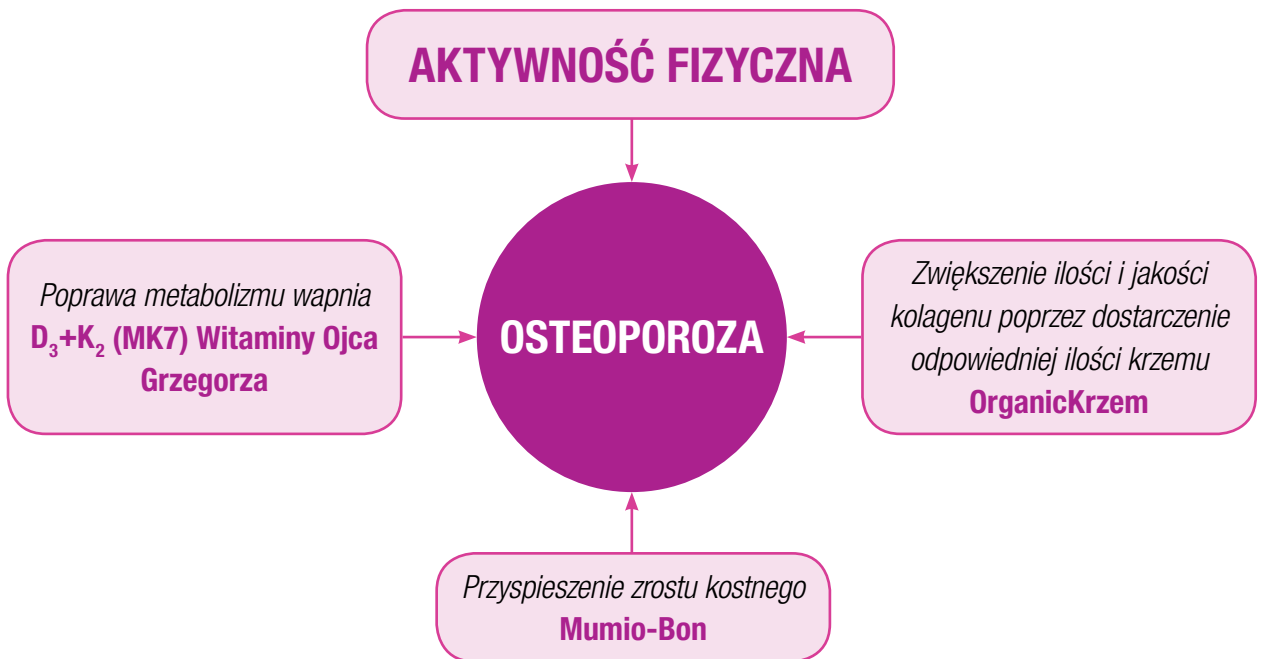 AKTYWNOŚĆ FIZYCZNA
Poprawa metabolizmu wapnia
D₃+K₂ (MK7) Witaminy Ojca
Grzegorza
OSTEOPOROZA
Zwiększenie ilości i jakości
kolagenu poprzez dostarczenie
odpowiedniej ilości krzemu
OrganicKrzem
Przyspieszenie zrostu kostnego
Mumio-Bon